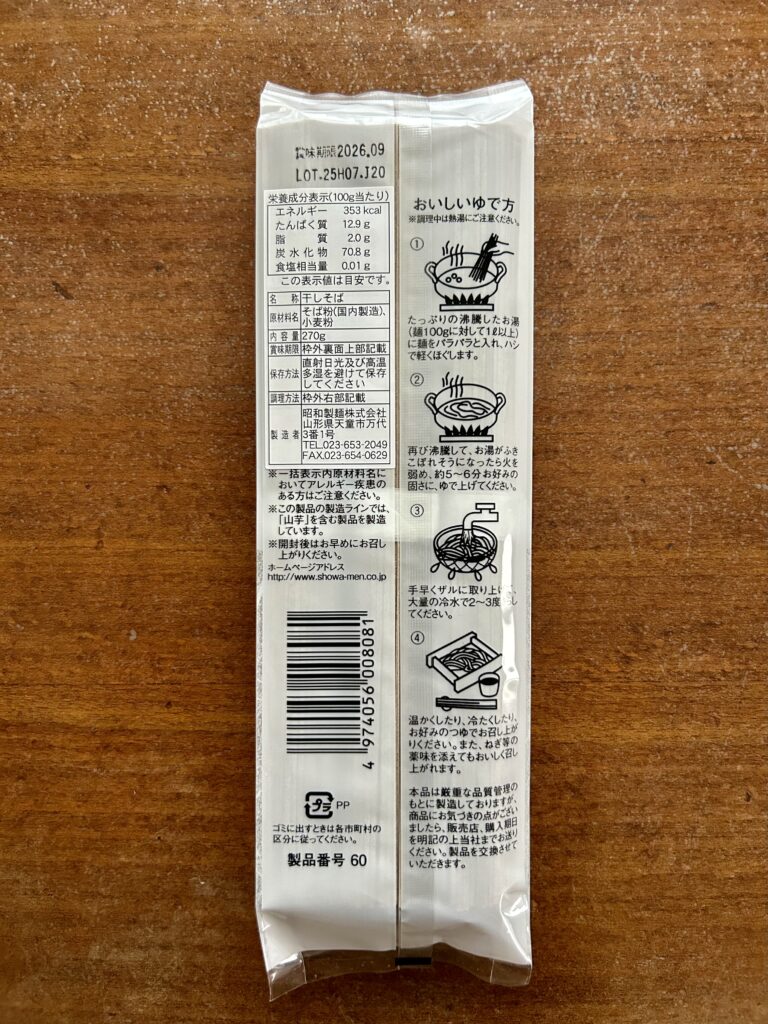 賞味期限2026.09
LOT.25H07.J20
栄養成分表示(100g当たり)
エネルギー 353 kcal
たんぱく質 12.9 g
脂質 2.0 g
炭水化物 70.8 g
食塩相当量 0.01 g
この表示値は目安です。
名称 干しそば
原材料名 そば粉(国内製造)、
小麦粉
内容量 270g
賞味期限 枠外裏面上部記載
保存方法 直射日光及び高温
多湿を避けて保存
してください
調理方法 枠外右部記載
製造者 昭和製麺株式会社
山形県天童市万代
3番1号
TEL.023-653-2049
FAX.023-654-0629
※一括表示内原材料名に
おいてアレルギー疾患の
ある方はご注意ください。
※この製品の製造ラインでは、
「山芋」を含む製品を製造
しています。
※開封後はお早めにお召し
上がりください。
ホームページアドレス
http://www.showa-men.co.jp
4 974056 008081
プラ PP
ゴミに出すときは各市町村の
区分に従ってください。
製品番号 60
おいしいゆで方
※調理中は熱湯にご注意ください。
①
たっぷりの沸騰したお湯
(麺100gに対して1ℓ以上)
に麺をパラパラと入れ、ハシ
で軽くほぐします。
②
再び沸騰して、お湯がふき
こぼれそうになったら火を
弱め、約5〜6分お好みの
固さに、ゆで上げてください。
③
手早くザルに取り上げ、
大量の冷水で2〜3度
してください。
④
温かくしたり、冷たくしたり、
お好みのつゆでお召し上が
りください。また、ねぎ等の
薬味を添えてもおいしく召し
上がれます。
本品は厳重な品質管理の
もとに製造しておりますが、
商品にお気づきの点がござい
ましたら、販売店、購入期日
を明記の上当社までお送り
ください。製品を交換させて
いただきます。